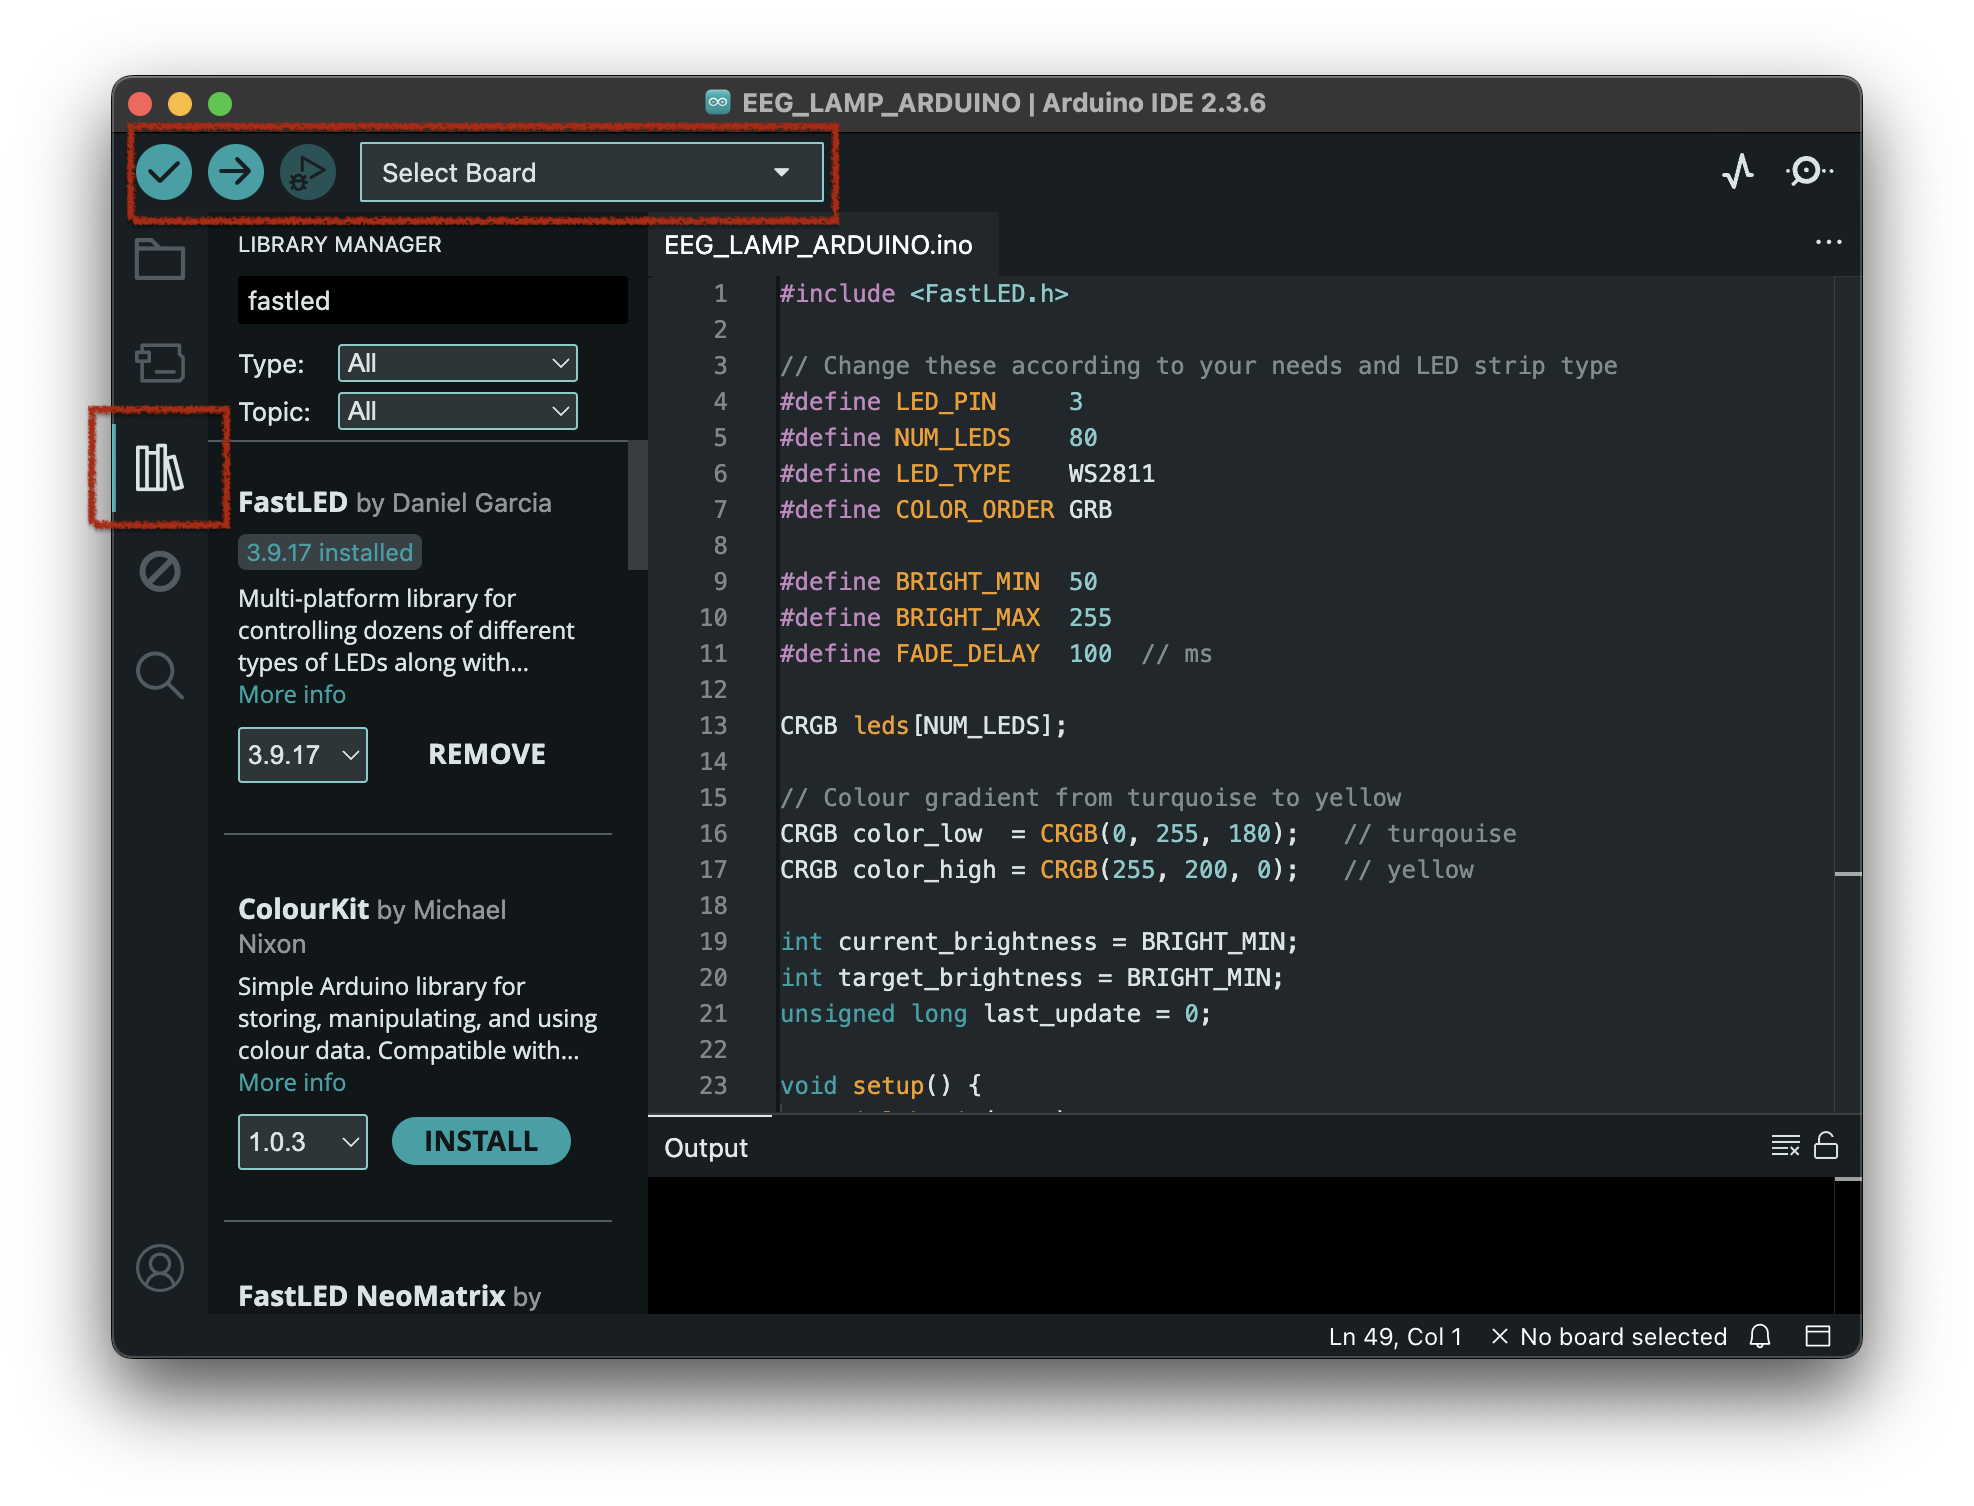 EEG_LAMP_ARDUINO | Arduino IDE 2.3.6
Select Board
LIBRARY MANAGER
fastled
Type: All
Topic: All
FastLED by Daniel Garcia
3.9.17 installed
Multi-platform library for
controlling dozens of different
types of LEDs along with...
More info
3.9.17 REMOVE
ColourKit by Michael
Nixon
Simple Arduino library for
storing, manipulating, and using
colour data. Compatible with...
More info
1.0.3 INSTALL
FastLED NeoMatrix by
EEG_LAMP_ARDUINO.ino
1 #include <FastLED.h>
2
3 // Change these according to your needs and LED strip type
4 #define LED_PIN 3
5 #define NUM_LEDS 80
6 #define LED_TYPE WS2811
7 #define COLOR_ORDER GRB
8
9 #define BRIGHT_MIN 50
10 #define BRIGHT_MAX 255
11 #define FADE_DELAY 100 // ms
12
13 CRGB leds[NUM_LEDS];
14
15 // Colour gradient from turquoise to yellow
16 CRGB color_low = CRGB(0, 255, 180); // turqouise
17 CRGB color_high = CRGB(255, 200, 0); // yellow
18
19 int current_brightness = BRIGHT_MIN;
20 int target_brightness = BRIGHT_MIN;
21 unsigned long last_update = 0;
22
23 void setup() {
Output
Ln 49, Col 1 × No board selected